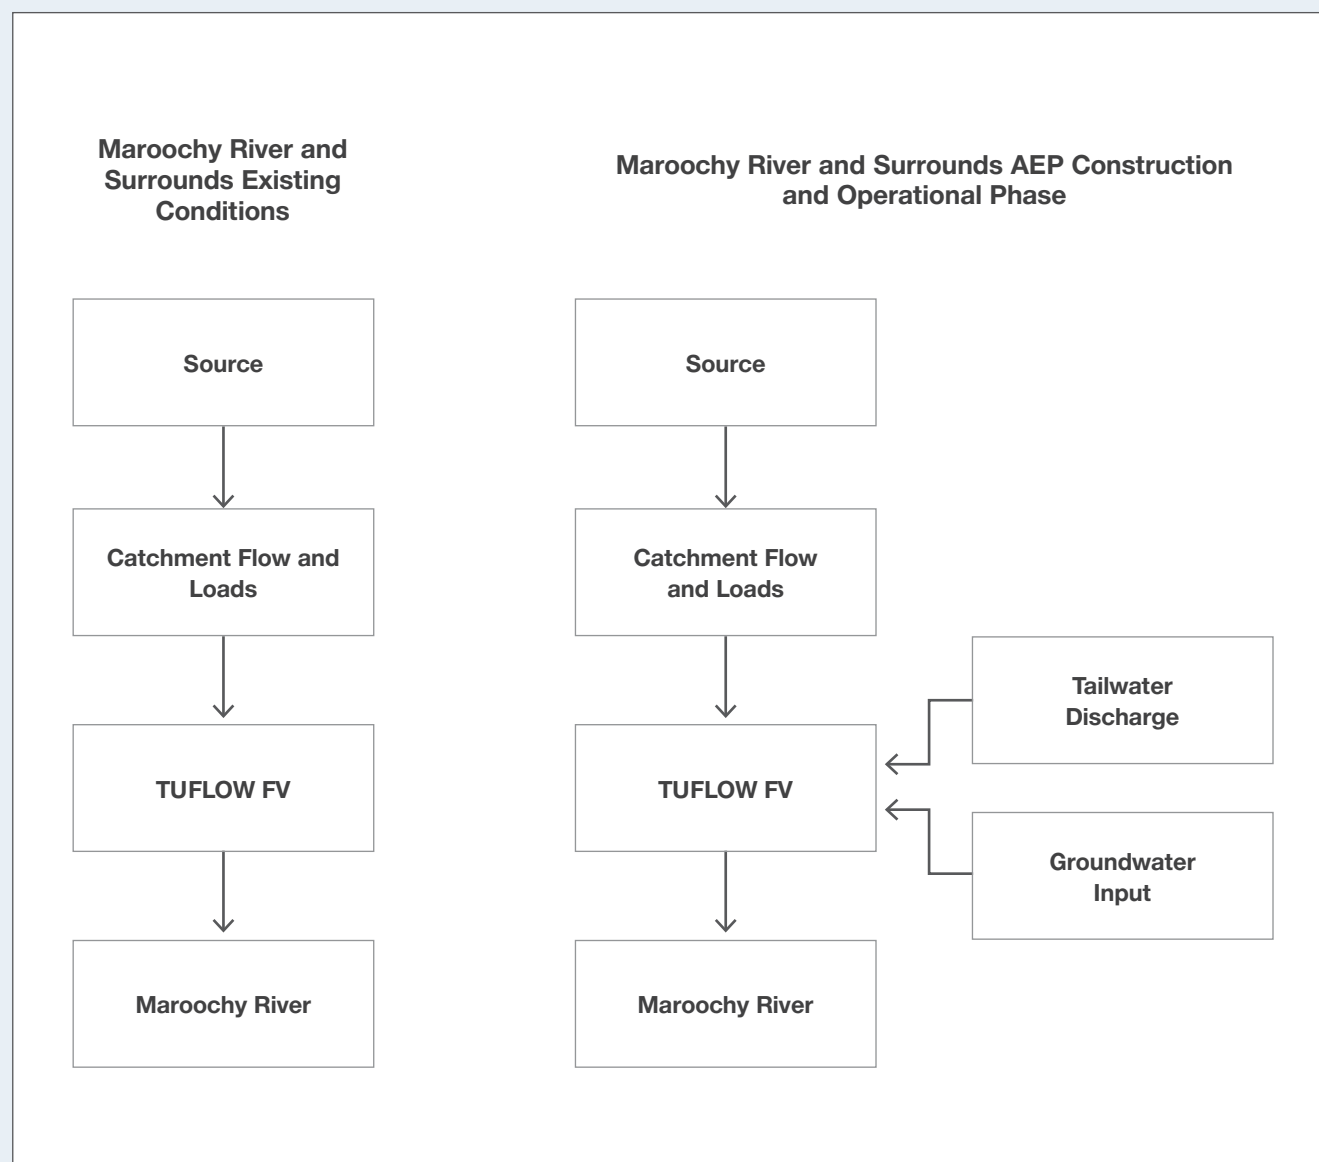 Maroochy River and
Surrounds Existing
Conditions
Source
Catchment Flow and
Loads
TUFLOW FV
Maroochy River
Maroochy River and Surrounds AEP Construction
and Operational Phase
Source
Catchment Flow
and Loads
TUFLOW FV
Maroochy River
Tailwater
Discharge
Groundwater
Input